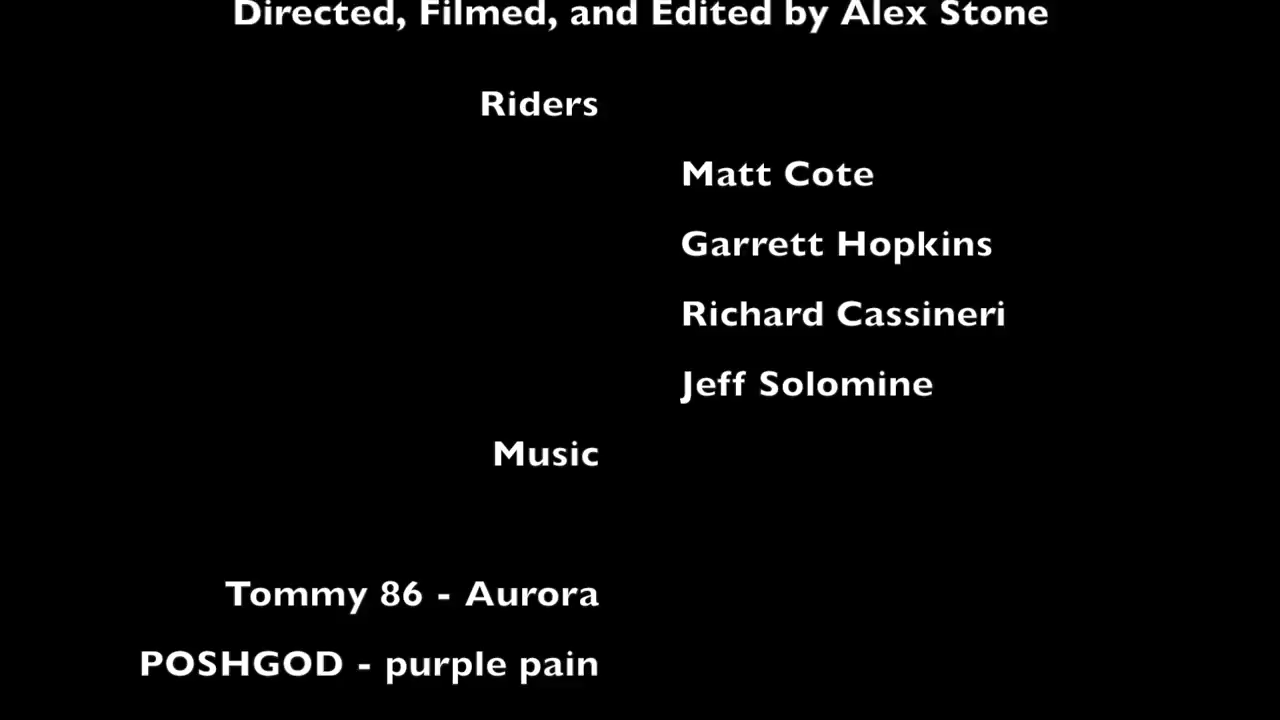 Directed, Filmed, and Edited by Alex Stone
Riders
Matt Cote
Garrett Hopkins
Richard Cassineri
Jeff Solomine
Music
Tommy 86 - Aurora
POSHGOD - purple pain